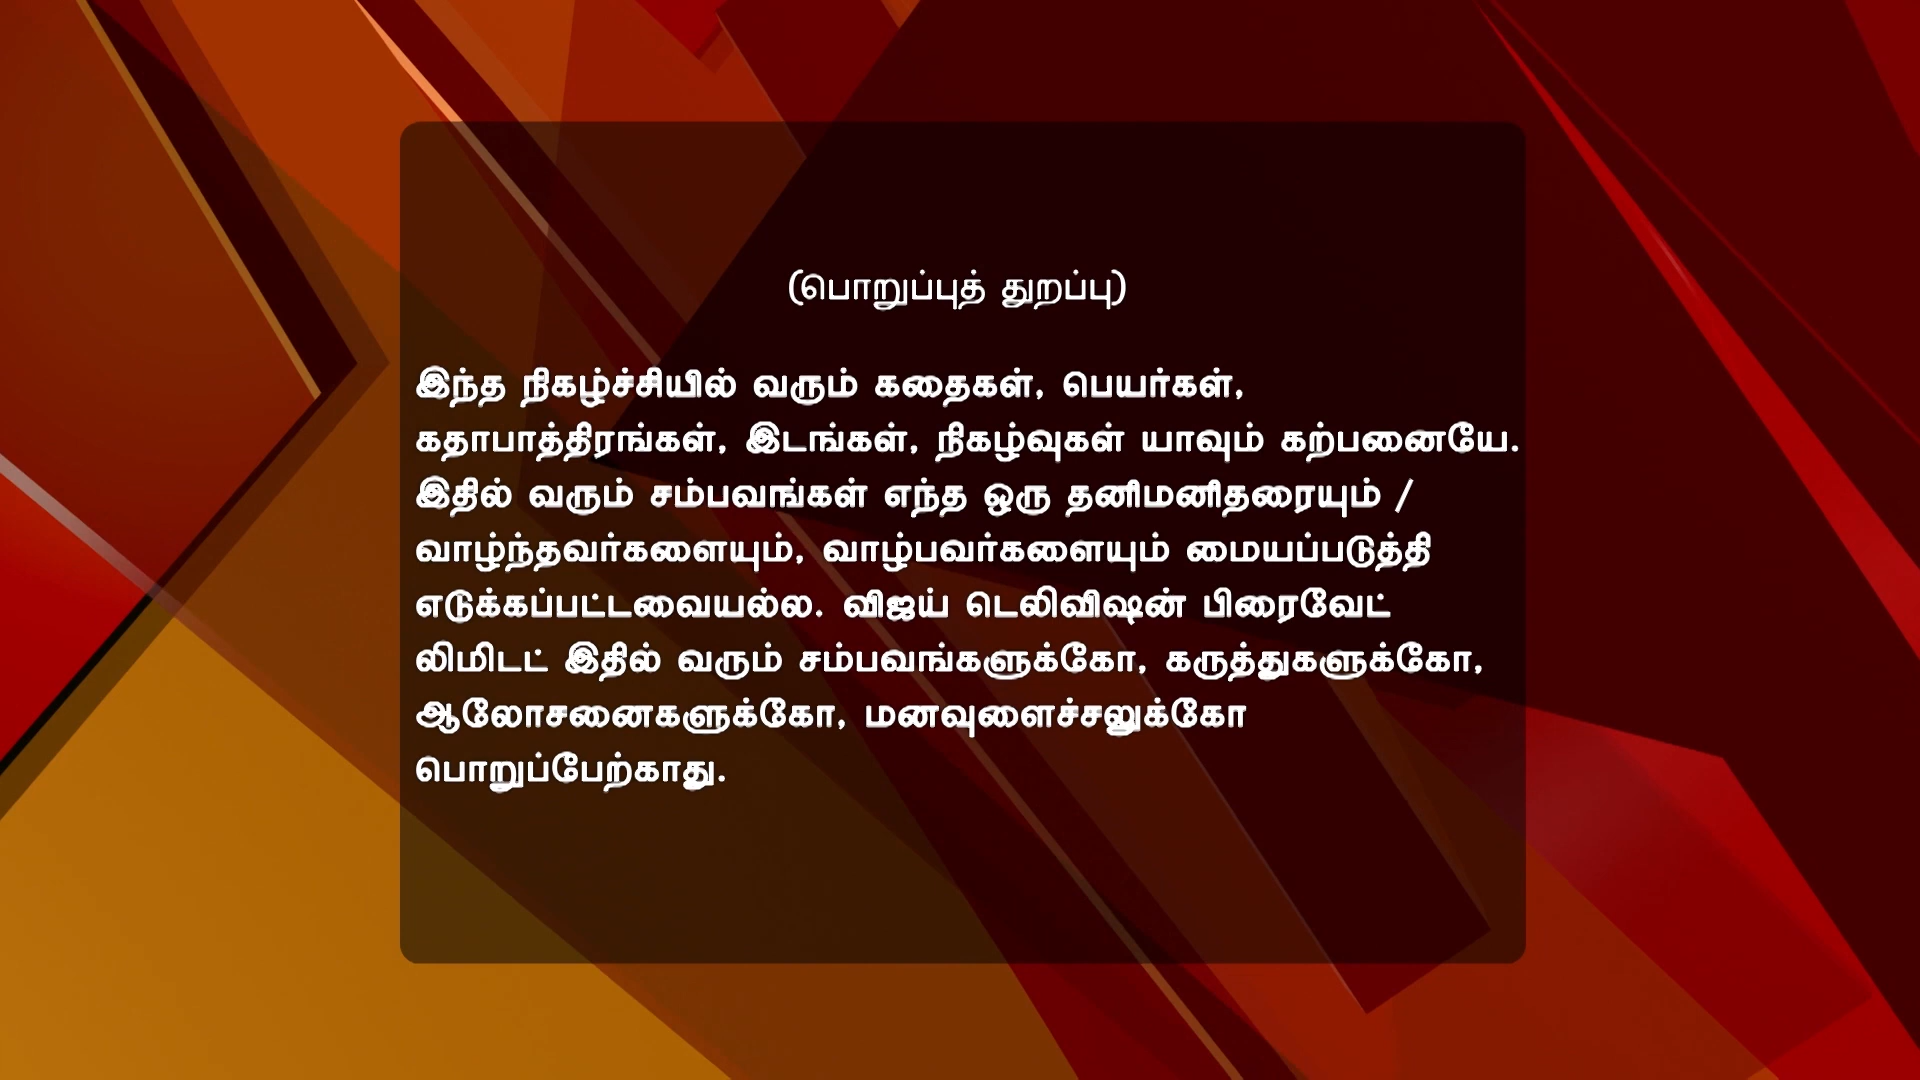 (பொறுப்புத் துறப்பு)
இந்த நிகழ்ச்சியில் வரும் கதைகள், பெயர்கள்,
கதாபாத்திரங்கள், இடங்கள், நிகழ்வுகள் யாவும் கற்பனையே.
இதில் வரும் சம்பவங்கள் எந்த ஒரு தனிமனிதரையும் /
வாழ்ந்தவர்களையும், வாழ்பவர்களையும் மையப்படுத்தி
எடுக்கப்பட்டவையல்ல. விஜய் டெலிவிஷன் பிரைவேட்
லிமிடட் இதில் வரும் சம்பவங்களுக்கோ, கருத்துகளுக்கோ,
ஆலோசனைகளுக்கோ, மனவுளைச்சலுக்கோ
பொறுப்பேற்காது.